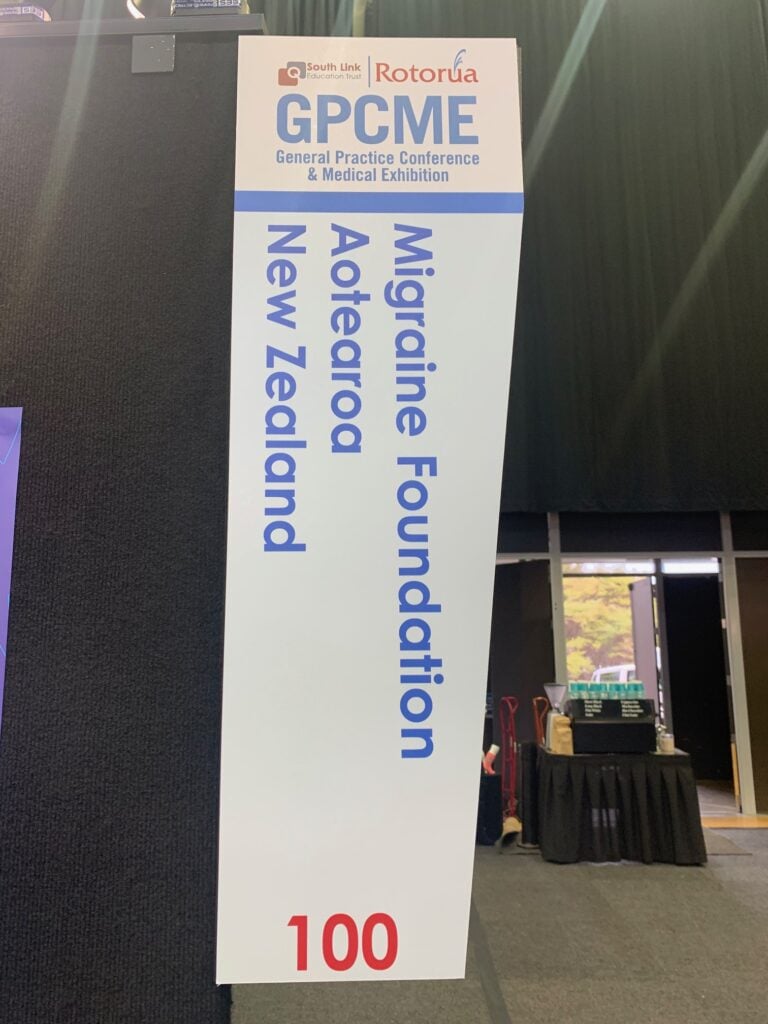 South Link
Education Trust
Rotorua
GPCME
General Practice Conference
& Medical Exhibition
Migraine Foundation
Aotearoa
New Zealand
100